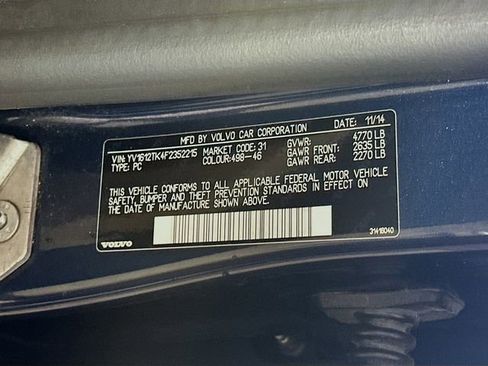 MFD BY VOLVO CAR CORPORATION 11/14
VIN: YV1612TK4F2352215 MARKET CODE: 31 GVWR: 4770 LB
TYPE: PC COLOUR:498-46 GAWR FRONT: 2635 LB
GAWR REAR: 2270 LB
THIS VEHICLE CONFORMS TO ALL APPLICABLE FEDERAL MOTOR VEHICLE
SAFETY, BUMPER AND THEFT PREVENTION STANDARDS IN EFFECT ON
THE DATE OF MANUFACTURE SHOWN ABOVE.
VOLVO 31416040